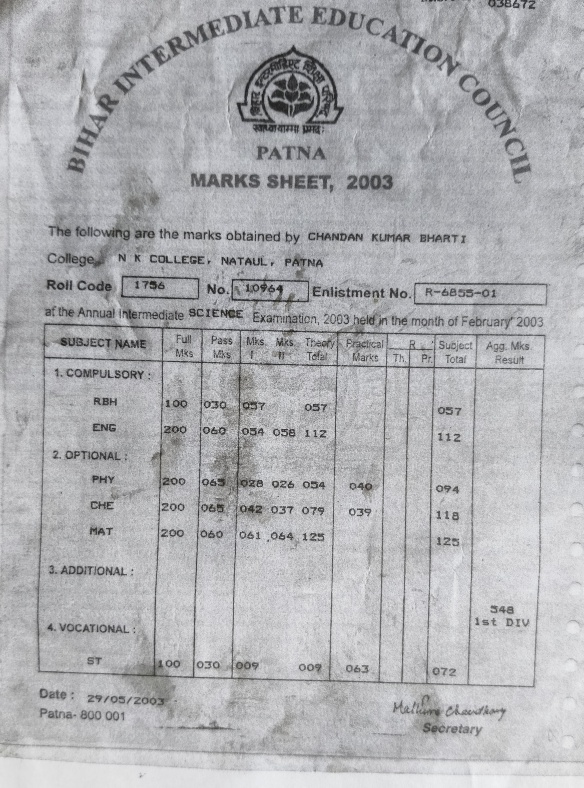 038672
BIHAR INTERMEDIATE EDUCATION COUNCIL
बिहार इन्टरमीडिएट शिक्षा परिषद
PATNA
MARKS SHEET, 2003
The following are the marks obtained by CHANDAN KUMAR BHARTI
College N K COLLEGE, NATAUL, PATNA
Roll Code 1756 No. 10964 Enlistment No. R-6855-01
at the Annual Intermediate SCIENCE Examination, 2003 held in the month of February' 2003
SUBJECT NAME Full Mks Pass Mks Mks. I Mks. II Theory Total Practical Marks R Th. Pr. Subject Total Agg. Mks. Result
1. COMPULSORY :
RBH 100 030 057 057 057
ENG 200 060 054 058 112 112
2. OPTIONAL :
PHY 200 065 028 026 054 040 094
CHE 200 065 042 037 079 039 118
MAT 200 060 061 064 125 125
3. ADDITIONAL :
548
1st DIV
4. VOCATIONAL :
ST 100 030 009 009 063 072
Date : 29/05/2003
Patna- 800 001
Chowdhary
Secretary